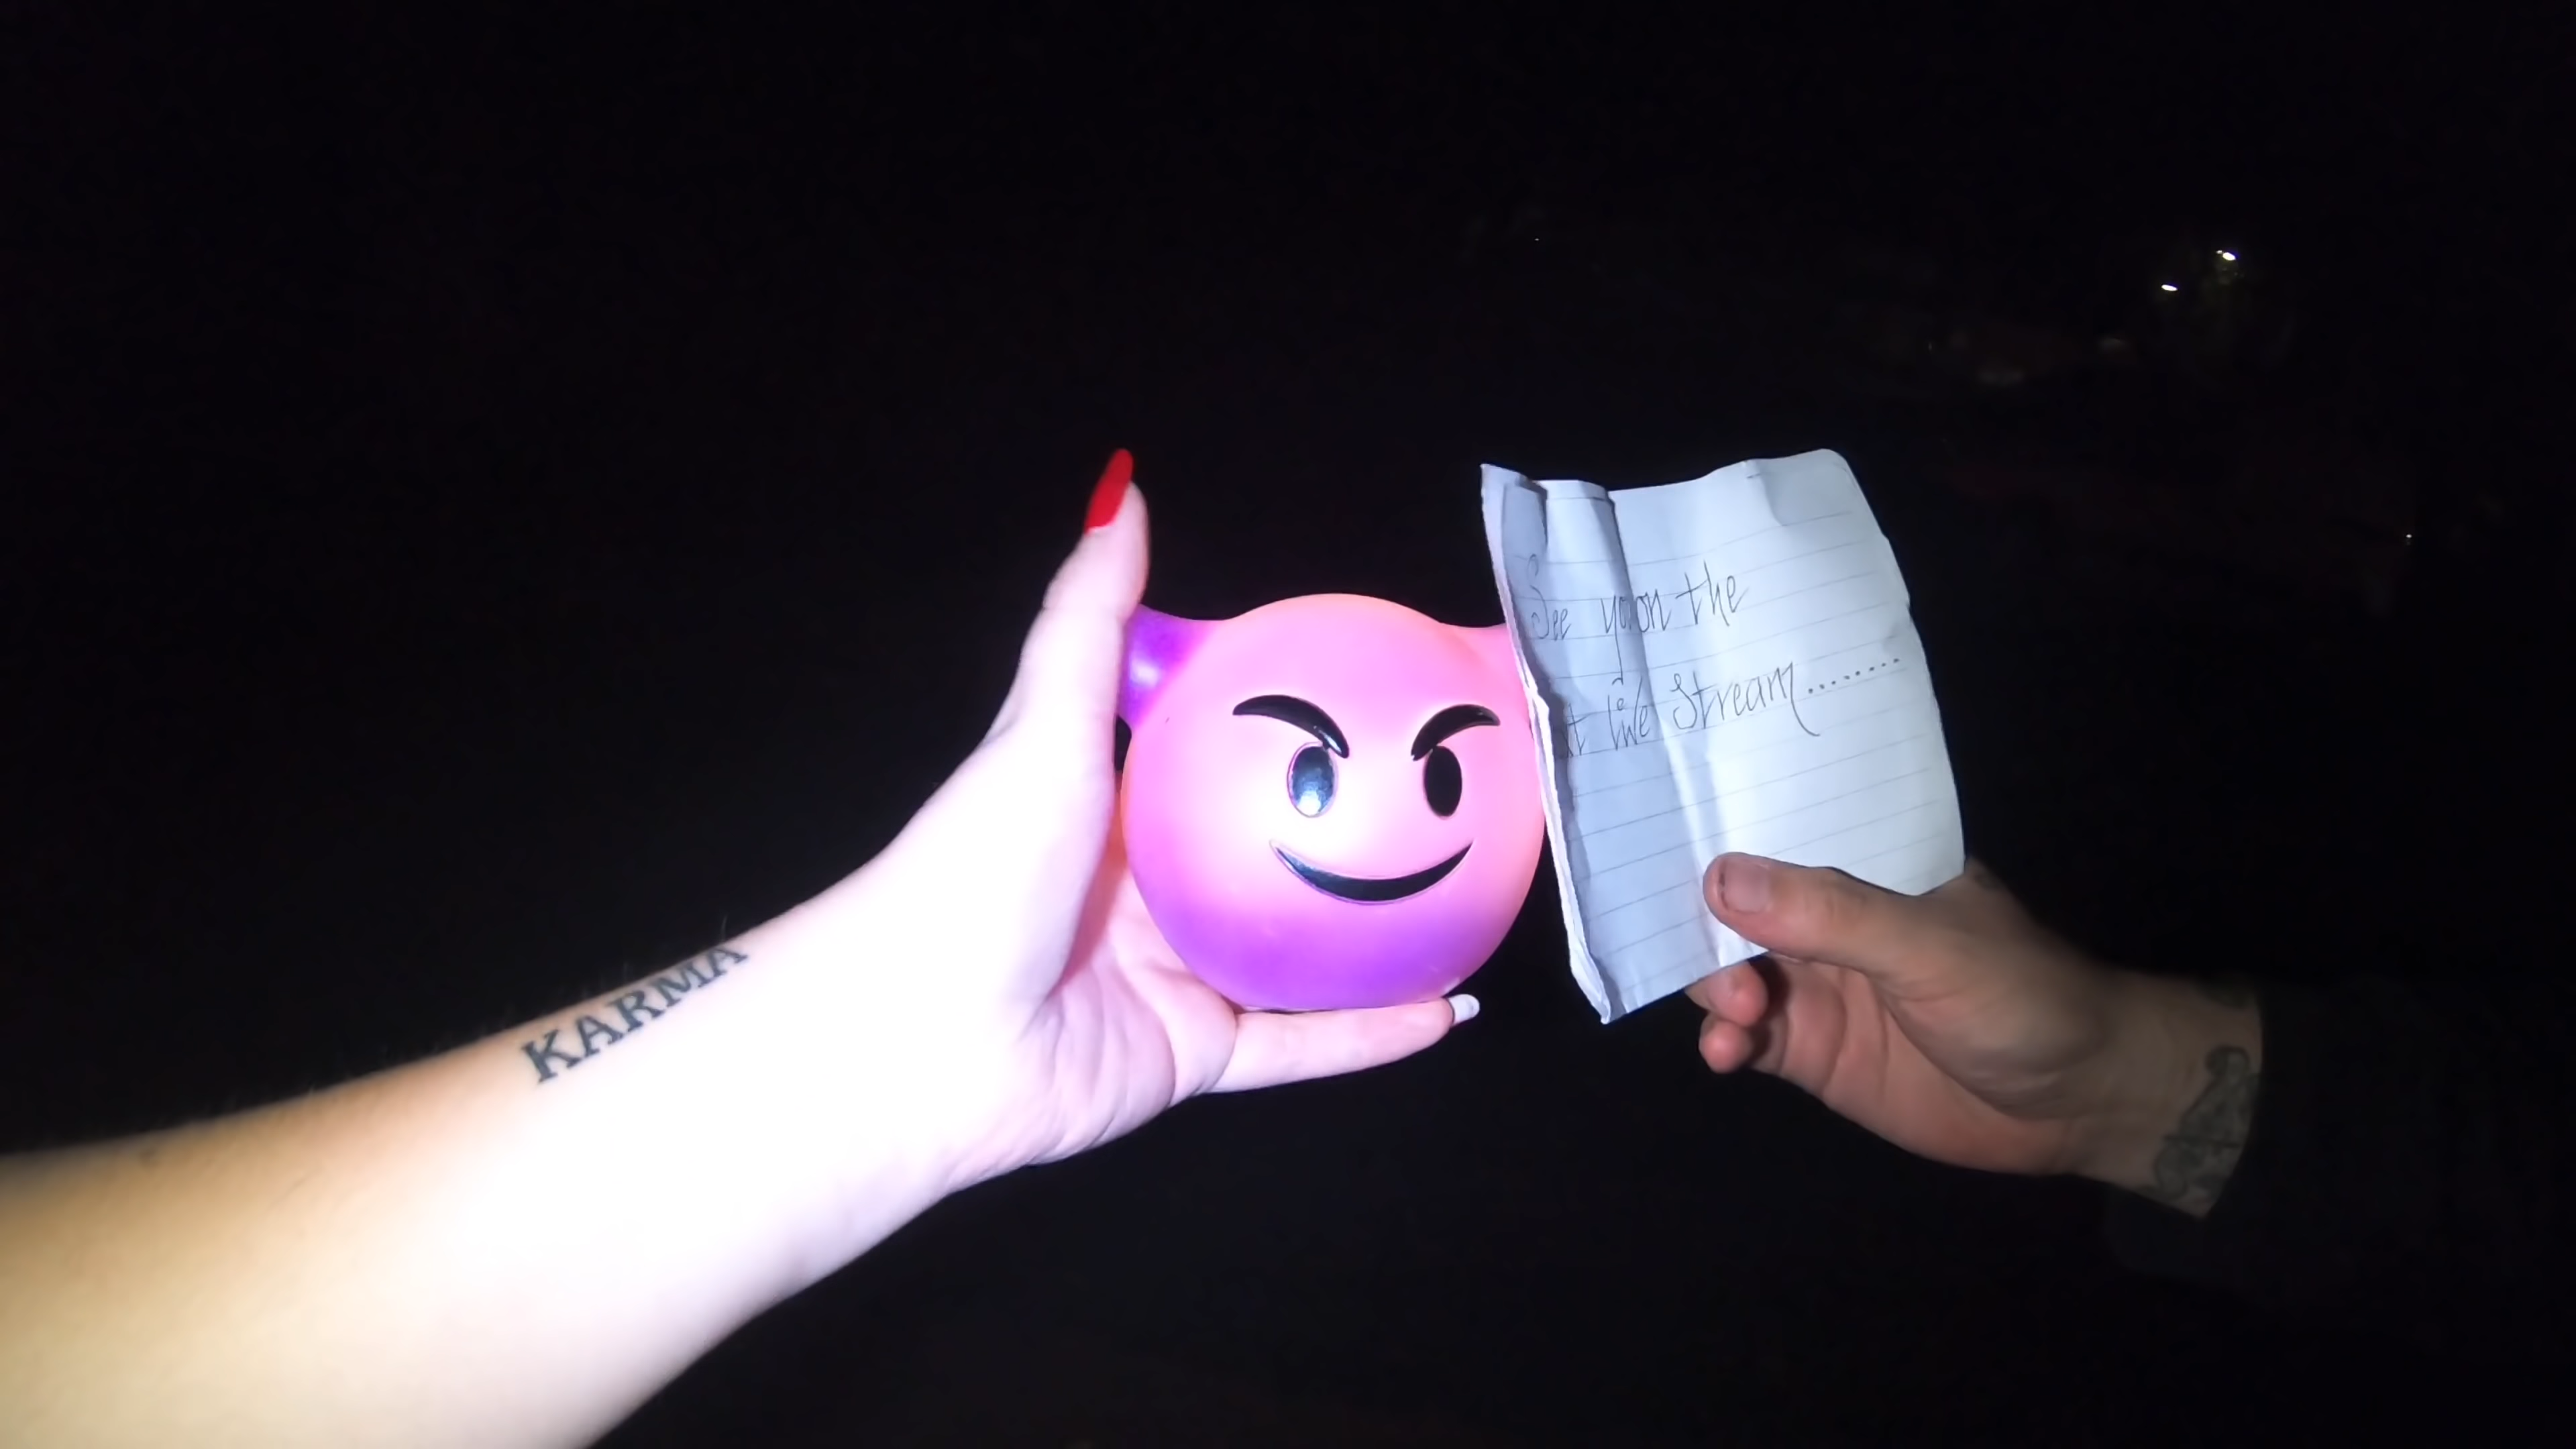 KARMA
See you on the
live Stream........